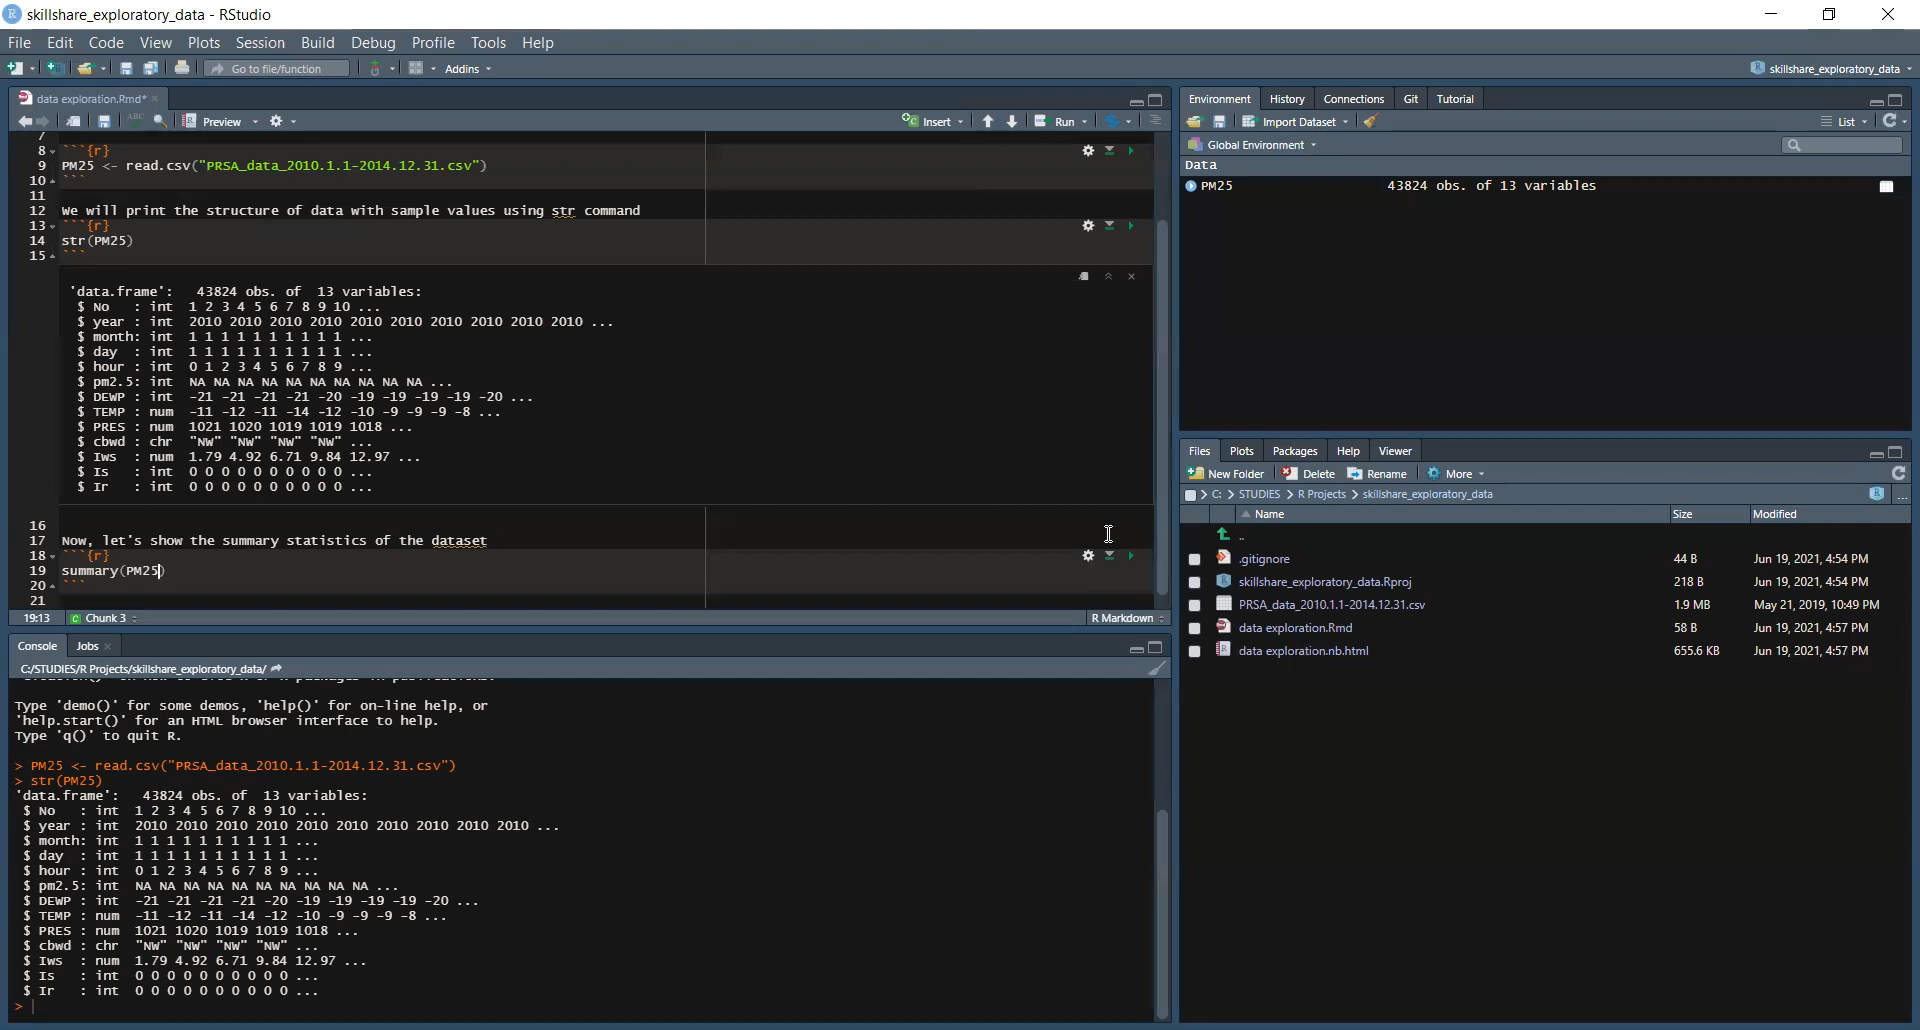 skillshare_exploratory_data - RStudio
File Edit Code View Plots Session Build Debug Profile Tools Help
Go to file/function Addins
skillshare_exploratory_data
data exploration.Rmd*
ABC Preview Insert Run
7
8 ```{r}
9 PM25 <- read.csv("PRSA_data_2010.1.1-2014.12.31.csv")
10 ```
11
12 We will print the structure of data with sample values using str command
13 ```{r}
14 str(PM25)
15 ```
'data.frame': 43824 obs. of 13 variables:
$ No : int 1 2 3 4 5 6 7 8 9 10 ...
$ year : int 2010 2010 2010 2010 2010 2010 2010 2010 2010 2010 ...
$ month: int 1 1 1 1 1 1 1 1 1 1 ...
$ day : int 1 1 1 1 1 1 1 1 1 1 ...
$ hour : int 0 1 2 3 4 5 6 7 8 9 ...
$ pm2.5: int NA NA NA NA NA NA NA NA NA NA ...
$ DEWP : int -21 -21 -21 -21 -20 -19 -19 -19 -19 -20 ...
$ TEMP : num -11 -12 -11 -14 -12 -10 -9 -9 -9 -8 ...
$ PRES : num 1021 1020 1019 1019 1018 ...
$ cbwd : chr "NW" "NW" "NW" "NW" ...
$ Iws : num 1.79 4.92 6.71 9.84 12.97 ...
$ Is : int 0 0 0 0 0 0 0 0 0 0 ...
$ Ir : int 0 0 0 0 0 0 0 0 0 0 ...
16
17 Now, let's show the summary statistics of the dataset
18 ```{r}
19 summary(PM25)
20 ```
21
19:13 Chunk 3 R Markdown
Console Jobs
C:/STUDIES/R Projects/skillshare_exploratory_data/
Type 'demo()' for some demos, 'help()' for on-line help, or
'help.start()' for an HTML browser interface to help.
Type 'q()' to quit R.
> PM25 <- read.csv("PRSA_data_2010.1.1-2014.12.31.csv")
> str(PM25)
'data.frame': 43824 obs. of 13 variables:
$ No : int 1 2 3 4 5 6 7 8 9 10 ...
$ year : int 2010 2010 2010 2010 2010 2010 2010 2010 2010 2010 ...
$ month: int 1 1 1 1 1 1 1 1 1 1 ...
$ day : int 1 1 1 1 1 1 1 1 1 1 ...
$ hour : int 0 1 2 3 4 5 6 7 8 9 ...
$ pm2.5: int NA NA NA NA NA NA NA NA NA NA ...
$ DEWP : int -21 -21 -21 -21 -20 -19 -19 -19 -19 -20 ...
$ TEMP : num -11 -12 -11 -14 -12 -10 -9 -9 -9 -8 ...
$ PRES : num 1021 1020 1019 1019 1018 ...
$ cbwd : chr "NW" "NW" "NW" "NW" ...
$ Iws : num 1.79 4.92 6.71 9.84 12.97 ...
$ Is : int 0 0 0 0 0 0 0 0 0 0 ...
$ Ir : int 0 0 0 0 0 0 0 0 0 0 ...
>
Environment History Connections Git Tutorial
Import Dataset List
Global Environment
Data
PM25 43824 obs. of 13 variables
Files Plots Packages Help Viewer
New Folder Delete Rename More
C: > STUDIES > R Projects > skillshare_exploratory_data ...
Name Size Modified
..
.gitignore 44 B Jun 19, 2021, 4:54 PM
skillshare_exploratory_data.Rproj 218 B Jun 19, 2021, 4:54 PM
PRSA_data_2010.1.1-2014.12.31.csv 1.9 MB May 21, 2019, 10:49 PM
data exploration.Rmd 58 B Jun 19, 2021, 4:57 PM
data exploration.nb.html 655.6 KB Jun 19, 2021, 4:57 PM